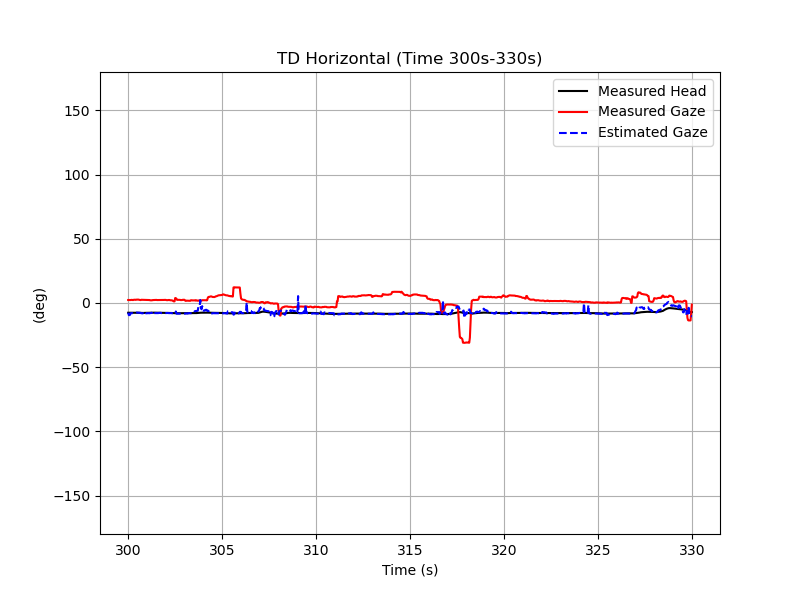 TD Horizontal (Time 300s-330s)
Measured Head
Measured Gaze
Estimated Gaze
150
100
50
0
−50
−100
−150
(deg)
300
305
310
315
320
325
330
Time (s)